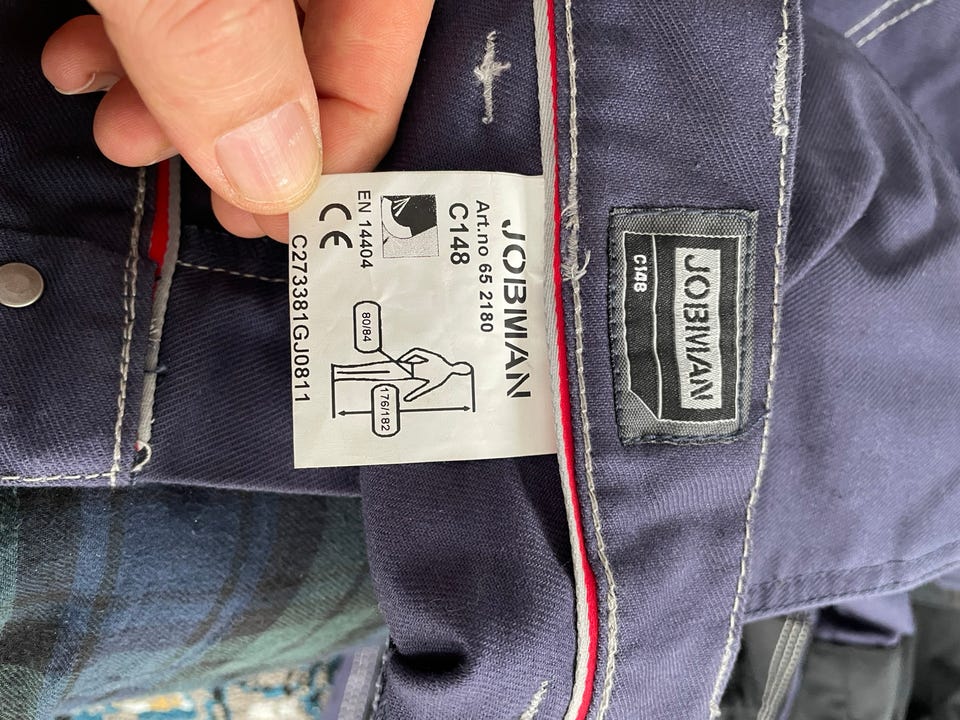 JOBMAN
C148
JOBMAN
Art.no 65 2180
C148
80/84
176/182
EN 14404
CE
C273381GJ0811